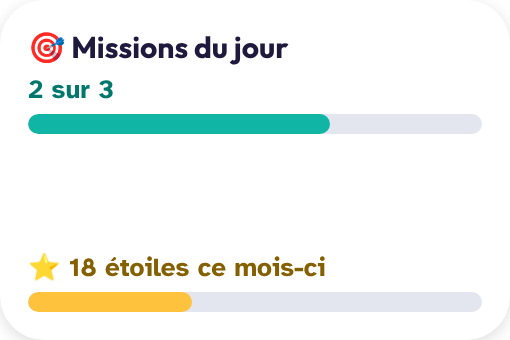 🎯 Missions du jour
2 sur 3
⭐ 18 étoiles ce mois-ci